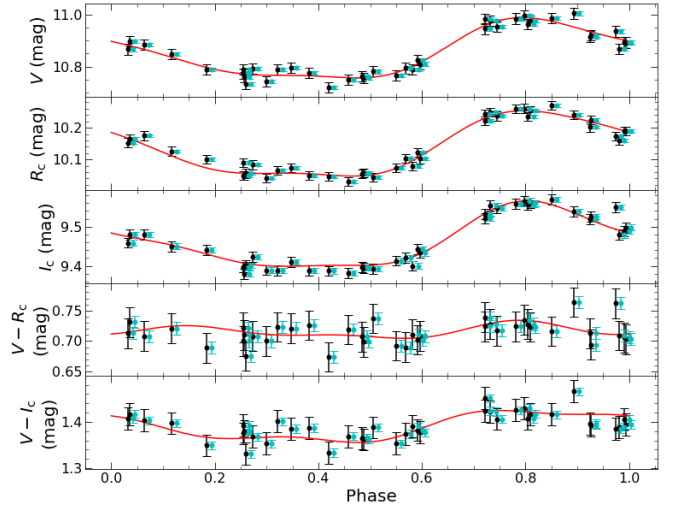 11.0
10.8
V (mag)
10.2
10.1
R_c (mag)
9.5
9.4
I_c (mag)
0.75
0.70
0.65
V − R_c
(mag)
1.4
1.3
V − I_c
(mag)
0.0 0.2 0.4 0.6 0.8 1.0
Phase